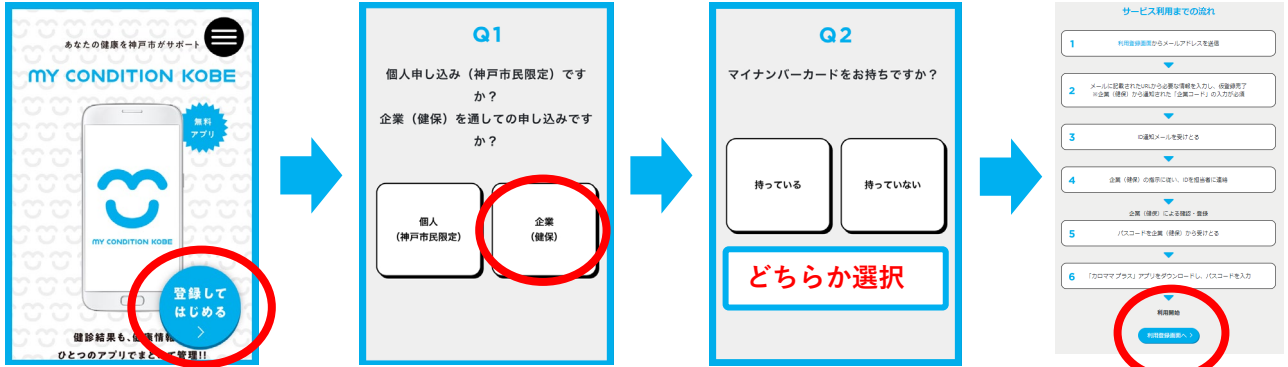 あなたの健康を神戸市がサポート
MY CONDITION KOBE
無料
アプリ
MY CONDITION KOBE
登録して
はじめる
健診結果も、健康情報
ひとつのアプリでまとめて管理!!
Q1
個人申し込み（神戸市民限定）です
か？
企業（健保）を通しての申し込みです
か？
個人
（神戸市民限定）
企業
（健保）
Q2
マイナンバーカードをお持ちですか？
持っている
持っていない
どちらか選択
サービス利用までの流れ
1 利用登録画面からメールアドレスを送信
2 メールに記載されたURLから必要な情報を入力し、仮登録完了
※企業（健保）から通知された「企業コード」の入力が必須
3 ID通知メールを受けとる
4 企業（健保）の指示に従い、IDを担当者に連絡
企業（健保）による確認・登録
5 パスコードを企業（健保）から受けとる
6 「カロママ プラス」アプリをダウンロードし、パスコードを入力
利用開始
利用登録画面へ